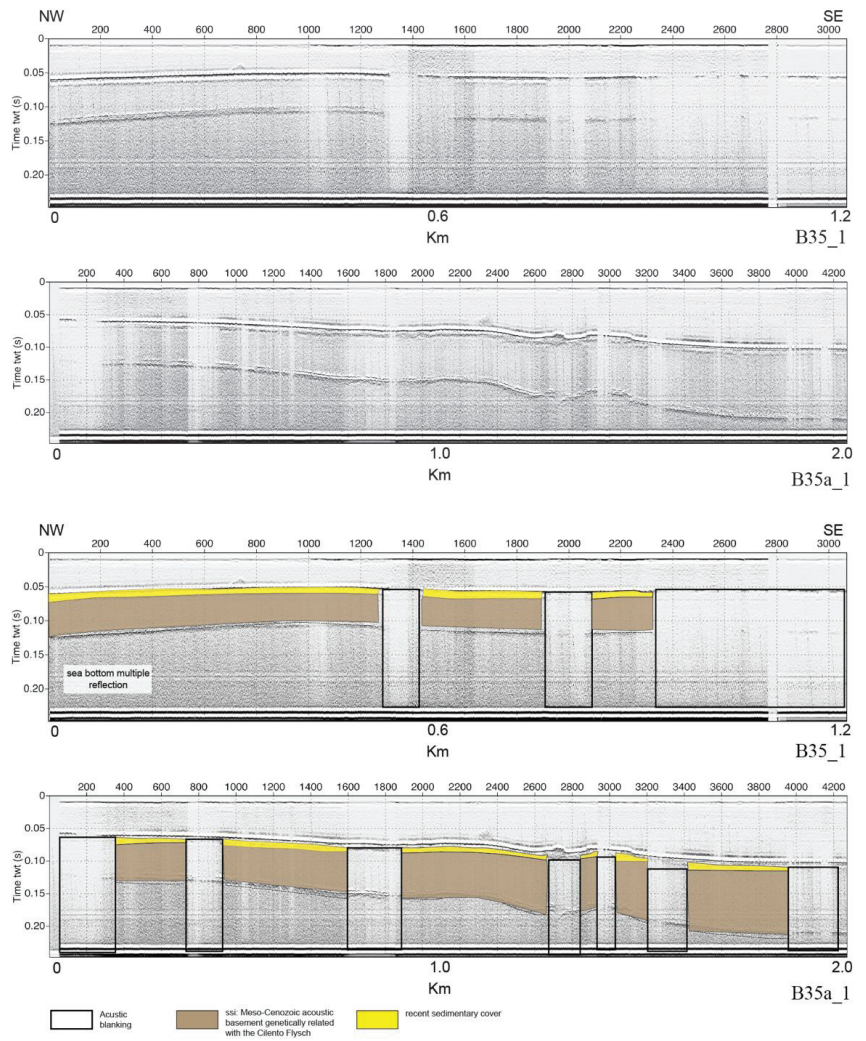 NW SE
0 200 400 600 800 1000 1200 1400 1600 1800 2000 2200 2400 2600 2800 3000
0
0.05
0.10
0.15
0.20
Time twt (s)
0 0.6 1.2
Km
B35_1
200 400 600 800 1000 1200 1400 1600 1800 2000 2200 2400 2600 2800 3000 3200 3400 3600 3800 4000 4200
0
0.05
0.10
0.15
0.20
Time twt (s)
0 1.0 2.0
Km
B35a_1
NW SE
200 400 600 800 1000 1200 1400 1600 1800 2000 2200 2400 2600 2800 3000
0
0.05
0.10
0.15
0.20
Time twt (s)
sea bottom multiple
reflection
0 0.6 1.2
Km
B35_1
200 400 600 800 1000 1200 1400 1600 1800 2000 2200 2400 2600 2800 3000 3200 3400 3600 3800 4000 4200
0
0.05
0.10
0.15
0.20
Time twt (s)
0 1.0 2.0
Km
B35a_1
Acustic
blanking
ssi: Meso-Cenozoic acoustic
basement genetically related
with the Cilento Flysch
recent sedimentary cover